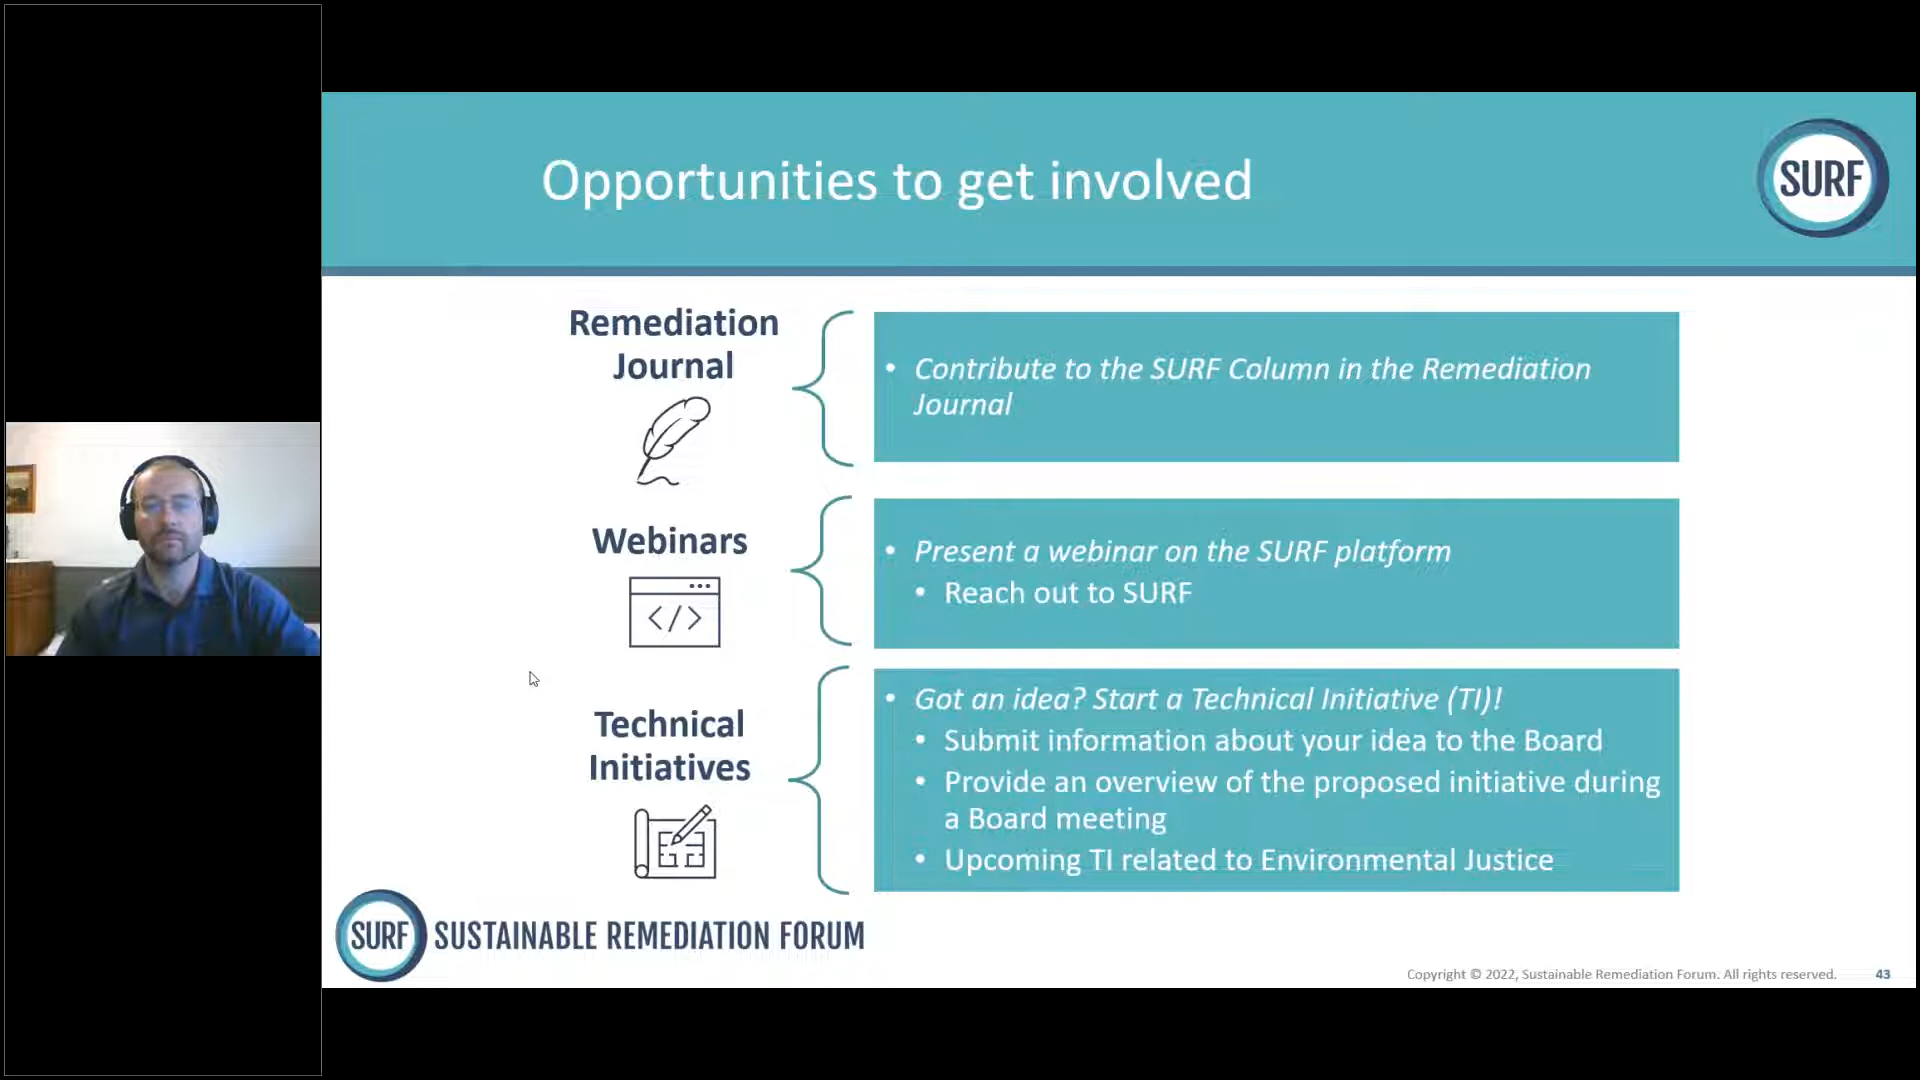 Opportunities to get involved
SURF
Remediation
Journal
• Contribute to the SURF Column in the Remediation
Journal
Webinars
</>
• Present a webinar on the SURF platform
• Reach out to SURF
Technical
Initiatives
• Got an idea? Start a Technical Initiative (TI)!
• Submit information about your idea to the Board
• Provide an overview of the proposed initiative during
a Board meeting
• Upcoming TI related to Environmental Justice
SURF SUSTAINABLE REMEDIATION FORUM
Copyright © 2022, Sustainable Remediation Forum. All rights reserved. 43